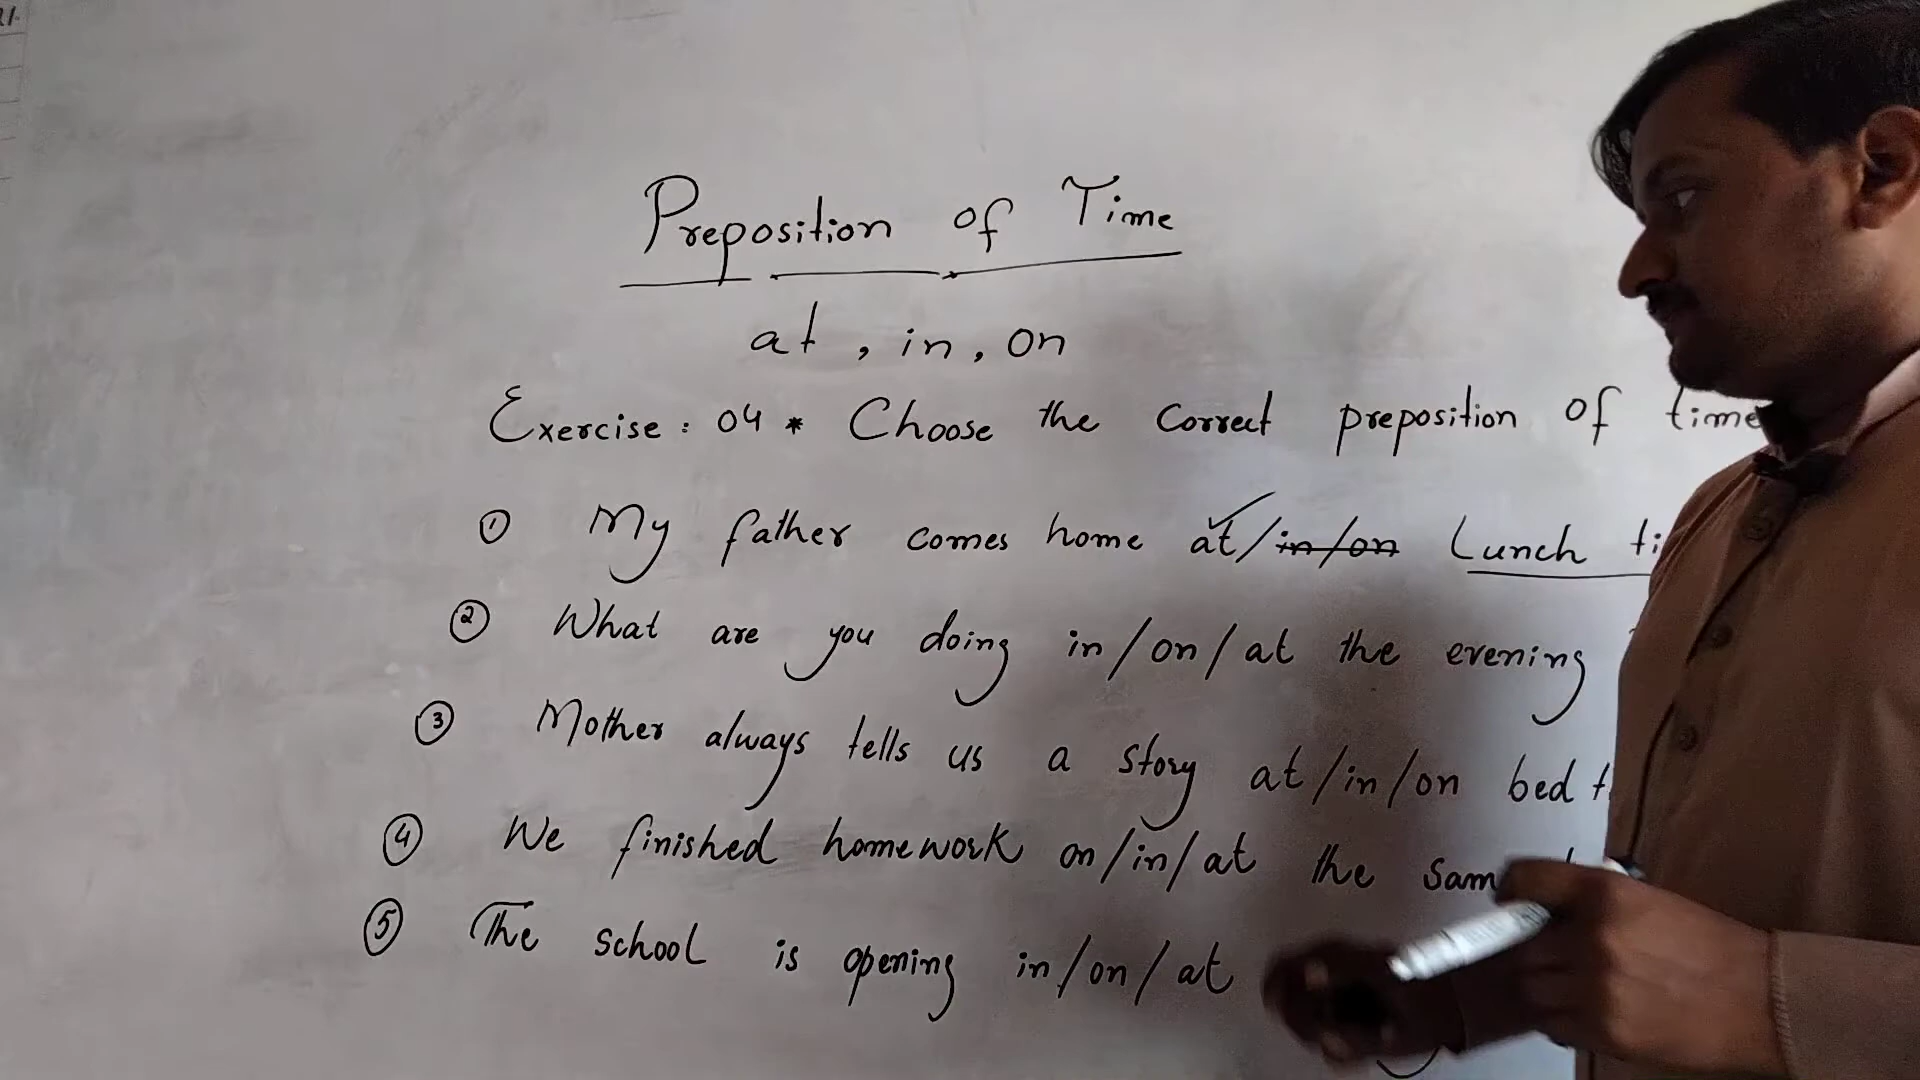 21.
Preposition of Time
at, in, on
Exercise: 04 * Choose the correct preposition of time
① My father comes home at/in/on Lunch
② What are you doing in/on/at the evening
③ Mother always tells us a story at/in/on bed
④ We finished homework on/in/at the
⑤ The school is opening in/on/at